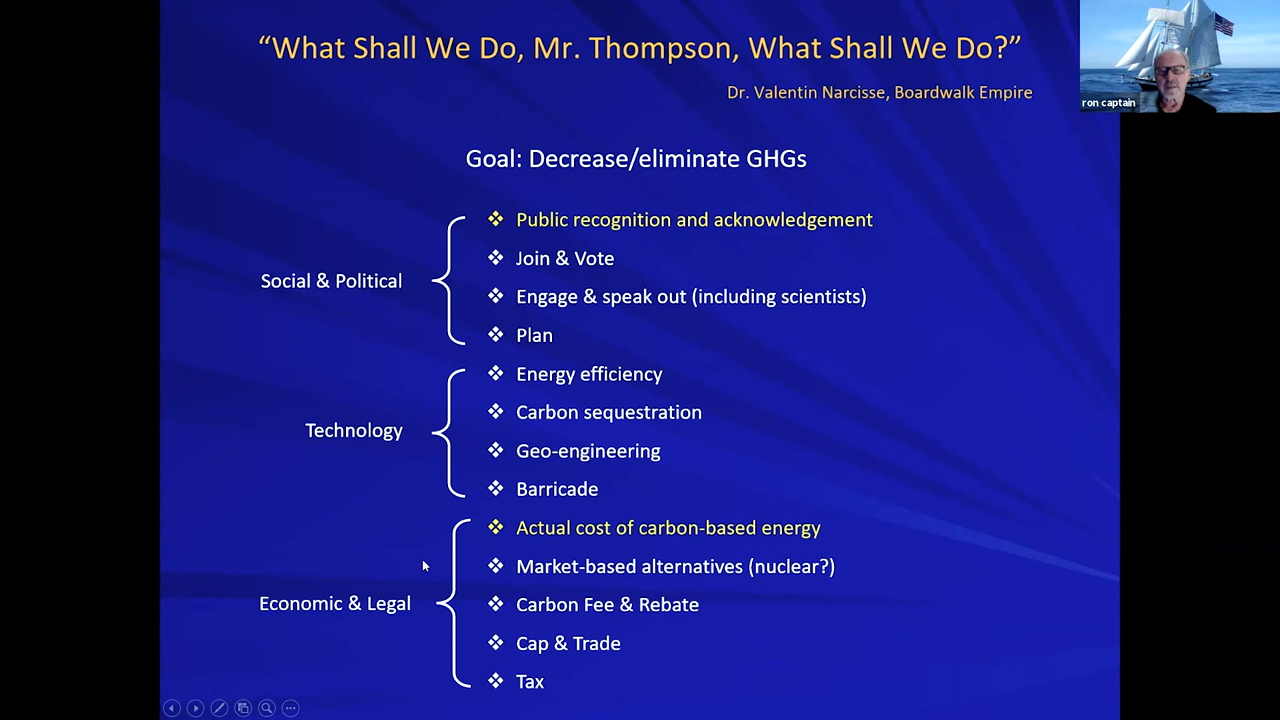 “What Shall We Do, Mr. Thompson, What Shall We Do?”
Dr. Valentin Narcisse, Boardwalk Empire
ron captain
Goal: Decrease/eliminate GHGs
Social & Political
❖ Public recognition and acknowledgement
❖ Join & Vote
❖ Engage & speak out (including scientists)
❖ Plan
Technology
❖ Energy efficiency
❖ Carbon sequestration
❖ Geo-engineering
❖ Barricade
Economic & Legal
❖ Actual cost of carbon-based energy
❖ Market-based alternatives (nuclear?)
❖ Carbon Fee & Rebate
❖ Cap & Trade
❖ Tax